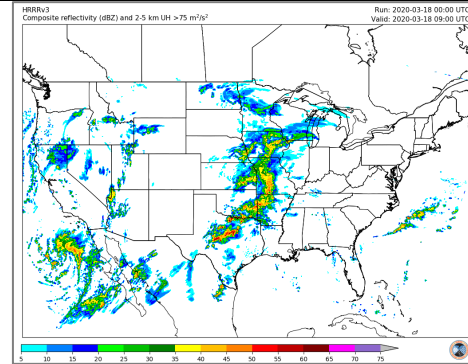 HRRRv3
Run: 2020-03-18 00:00 UTC
Composite reflectivity (dBZ) and 2-5 km UH >75 m²/s²
Valid: 2020-03-18 09:00 UTC
5 10 15 20 25 30 35 40 45 50 55 60 65 70 75